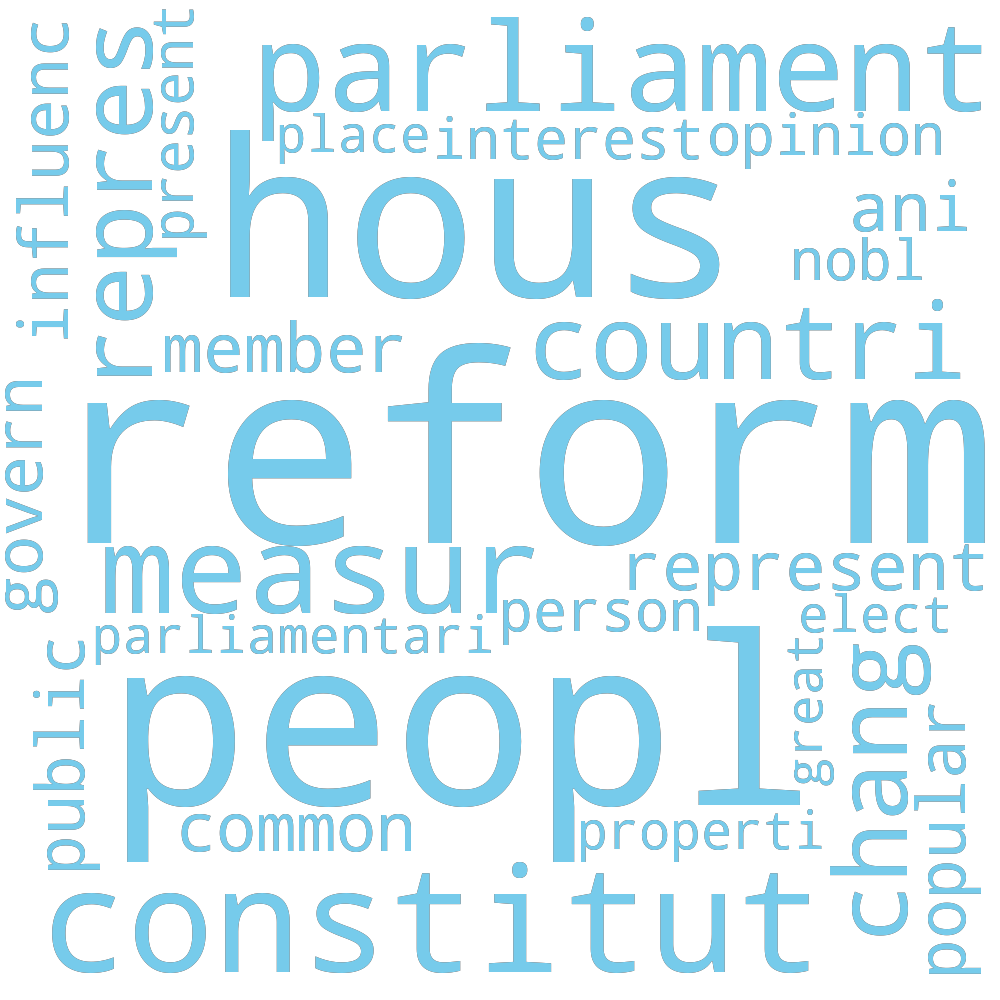 influenc
repres
present
parliament
place
interest
opinion
hous
ani
nobl
member
countri
govern
reform
measur
represent
person
elect
parliamentari
public
peopl
great
chang
popular
common
properti
constitut